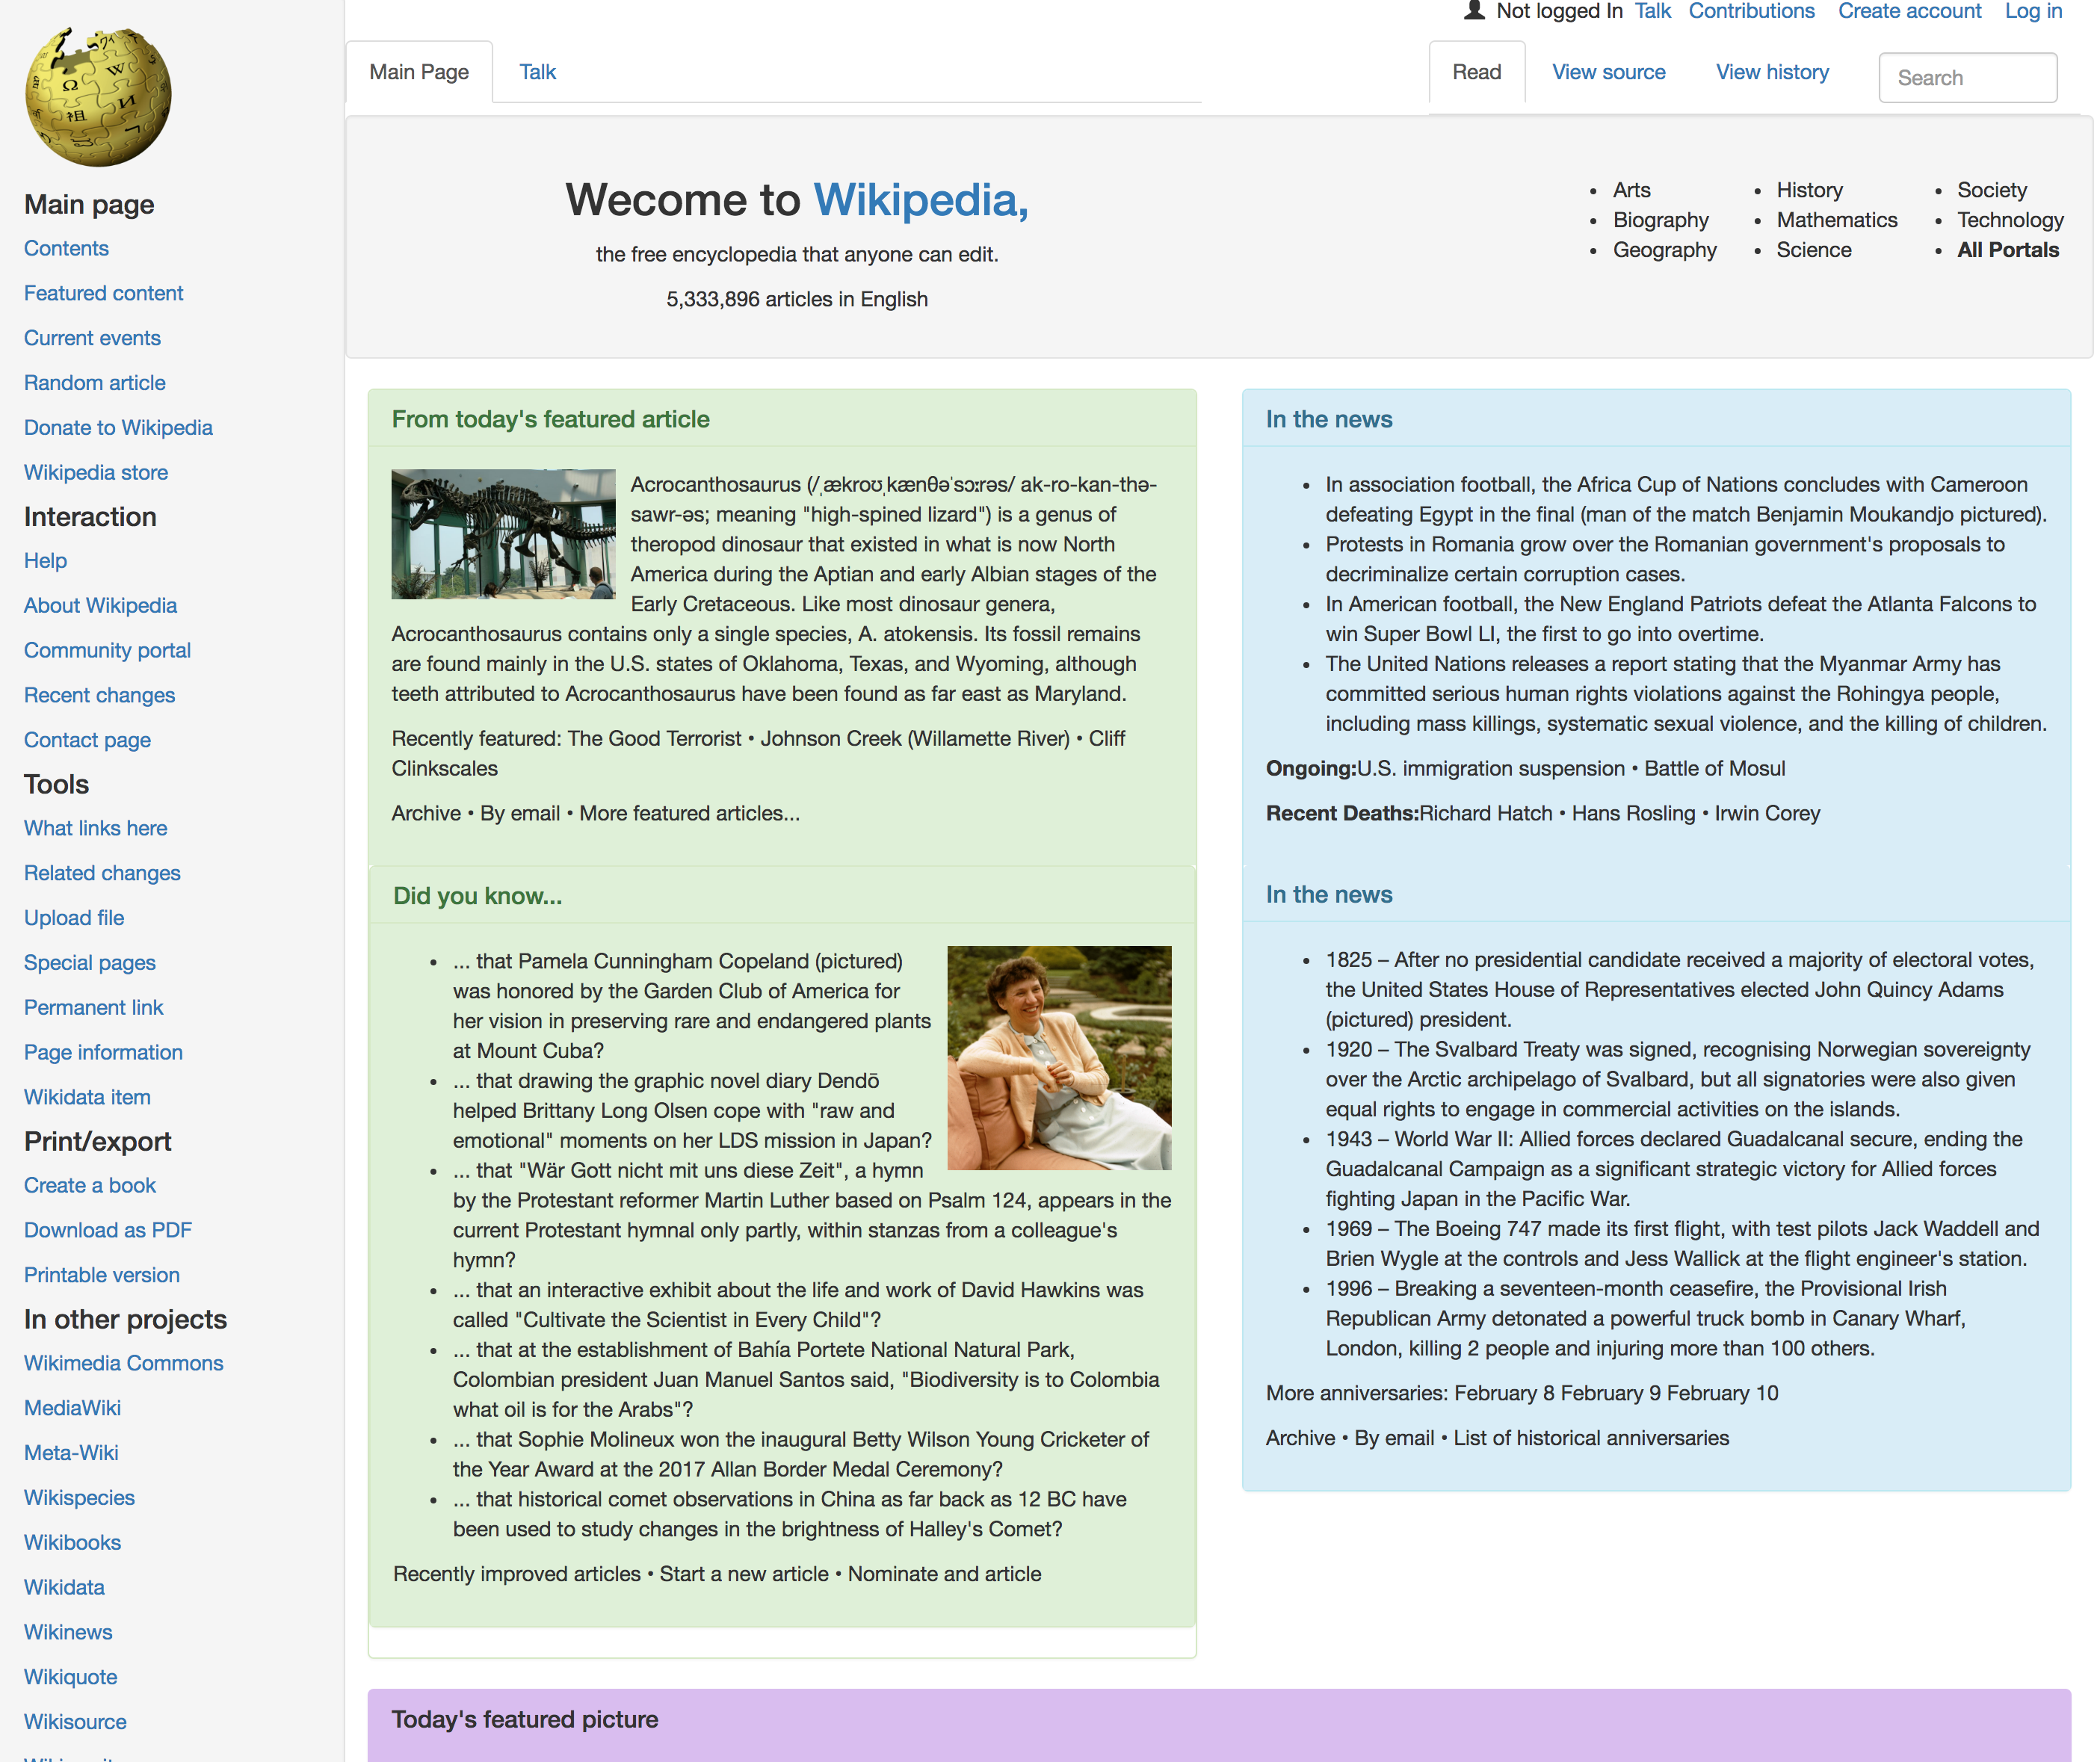 Not logged In Talk Contributions Create account Log in
Main Page Talk
Read View source View history Search
Main page
Contents
Featured content
Current events
Random article
Donate to Wikipedia
Wikipedia store
Interaction
Help
About Wikipedia
Community portal
Recent changes
Contact page
Tools
What links here
Related changes
Upload file
Special pages
Permanent link
Page information
Wikidata item
Print/export
Create a book
Download as PDF
Printable version
In other projects
Wikimedia Commons
MediaWiki
Meta-Wiki
Wikispecies
Wikibooks
Wikidata
Wikinews
Wikiquote
Wikisource
Wecome to Wikipedia,
the free encyclopedia that anyone can edit.
5,333,896 articles in English
• Arts
• Biography
• Geography
• History
• Mathematics
• Science
• Society
• Technology
• All Portals
From today's featured article
Acrocanthosaurus (/ˌækroʊˌkænθəˈsɔːrəs/ ak-ro-kan-thə-
sawr-əs; meaning "high-spined lizard") is a genus of
theropod dinosaur that existed in what is now North
America during the Aptian and early Albian stages of the
Early Cretaceous. Like most dinosaur genera,
Acrocanthosaurus contains only a single species, A. atokensis. Its fossil remains
are found mainly in the U.S. states of Oklahoma, Texas, and Wyoming, although
teeth attributed to Acrocanthosaurus have been found as far east as Maryland.
Recently featured: The Good Terrorist • Johnson Creek (Willamette River) • Cliff
Clinkscales
Archive • By email • More featured articles...
Did you know...
• ... that Pamela Cunningham Copeland (pictured)
was honored by the Garden Club of America for
her vision in preserving rare and endangered plants
at Mount Cuba?
• ... that drawing the graphic novel diary Dendō
helped Brittany Long Olsen cope with "raw and
emotional" moments on her LDS mission in Japan?
• ... that "Wär Gott nicht mit uns diese Zeit", a hymn
by the Protestant reformer Martin Luther based on Psalm 124, appears in the
current Protestant hymnal only partly, within stanzas from a colleague's
hymn?
• ... that an interactive exhibit about the life and work of David Hawkins was
called "Cultivate the Scientist in Every Child"?
• ... that at the establishment of Bahía Portete National Natural Park,
Colombian president Juan Manuel Santos said, "Biodiversity is to Colombia
what oil is for the Arabs"?
• ... that Sophie Molineux won the inaugural Betty Wilson Young Cricketer of
the Year Award at the 2017 Allan Border Medal Ceremony?
• ... that historical comet observations in China as far back as 12 BC have
been used to study changes in the brightness of Halley's Comet?
Recently improved articles • Start a new article • Nominate and article
In the news
• In association football, the Africa Cup of Nations concludes with Cameroon
defeating Egypt in the final (man of the match Benjamin Moukandjo pictured).
• Protests in Romania grow over the Romanian government's proposals to
decriminalize certain corruption cases.
• In American football, the New England Patriots defeat the Atlanta Falcons to
win Super Bowl LI, the first to go into overtime.
• The United Nations releases a report stating that the Myanmar Army has
committed serious human rights violations against the Rohingya people,
including mass killings, systematic sexual violence, and the killing of children.
Ongoing:U.S. immigration suspension • Battle of Mosul
Recent Deaths:Richard Hatch • Hans Rosling • Irwin Corey
In the news
• 1825 – After no presidential candidate received a majority of electoral votes,
the United States House of Representatives elected John Quincy Adams
(pictured) president.
• 1920 – The Svalbard Treaty was signed, recognising Norwegian sovereignty
over the Arctic archipelago of Svalbard, but all signatories were also given
equal rights to engage in commercial activities on the islands.
• 1943 – World War II: Allied forces declared Guadalcanal secure, ending the
Guadalcanal Campaign as a significant strategic victory for Allied forces
fighting Japan in the Pacific War.
• 1969 – The Boeing 747 made its first flight, with test pilots Jack Waddell and
Brien Wygle at the controls and Jess Wallick at the flight engineer's station.
• 1996 – Breaking a seventeen-month ceasefire, the Provisional Irish
Republican Army detonated a powerful truck bomb in Canary Wharf,
London, killing 2 people and injuring more than 100 others.
More anniversaries: February 8 February 9 February 10
Archive • By email • List of historical anniversaries
Today's featured picture